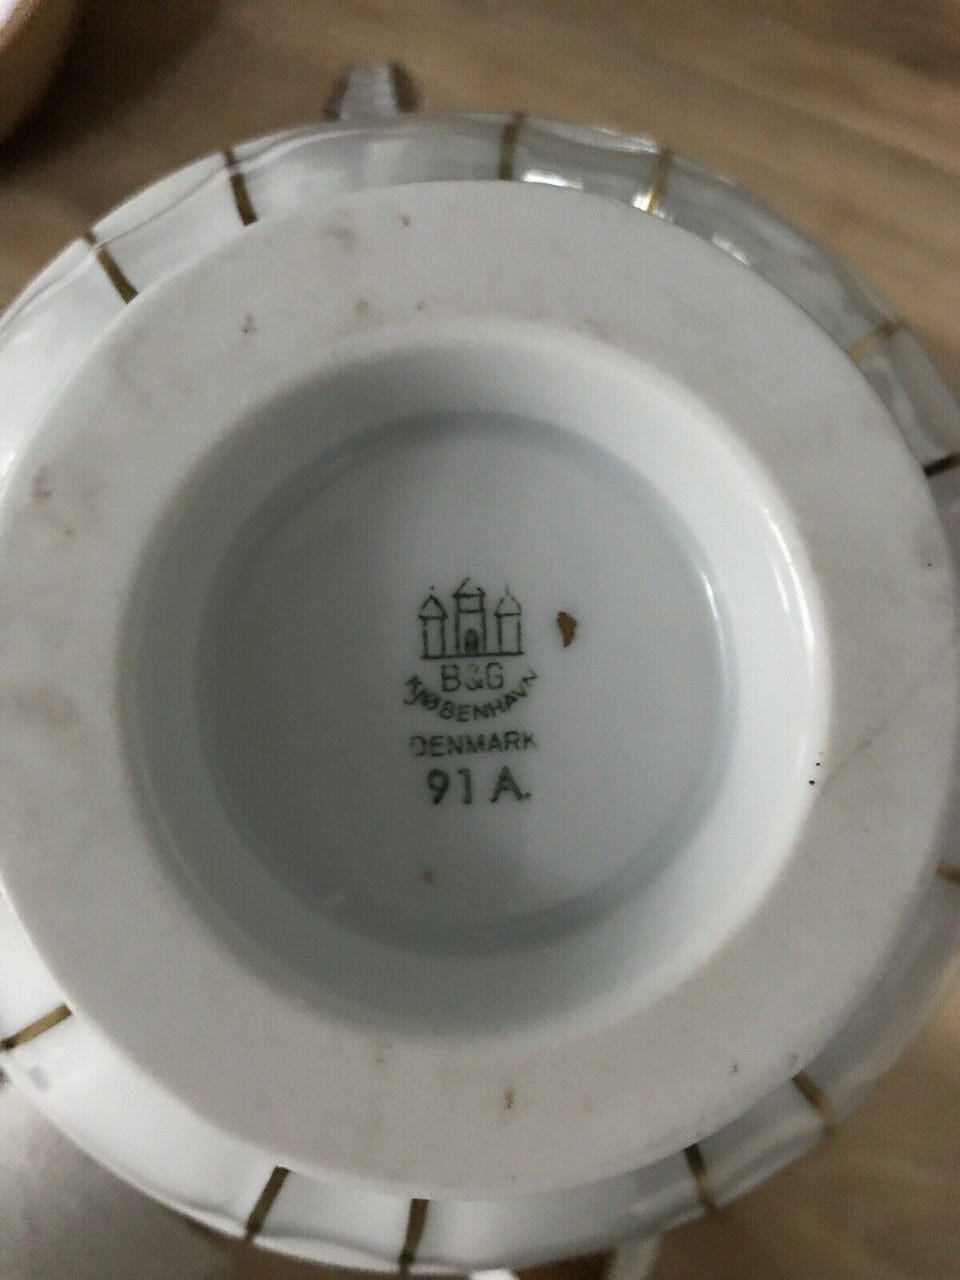 B&G
KJØBENHAVN
DENMARK
91 A.